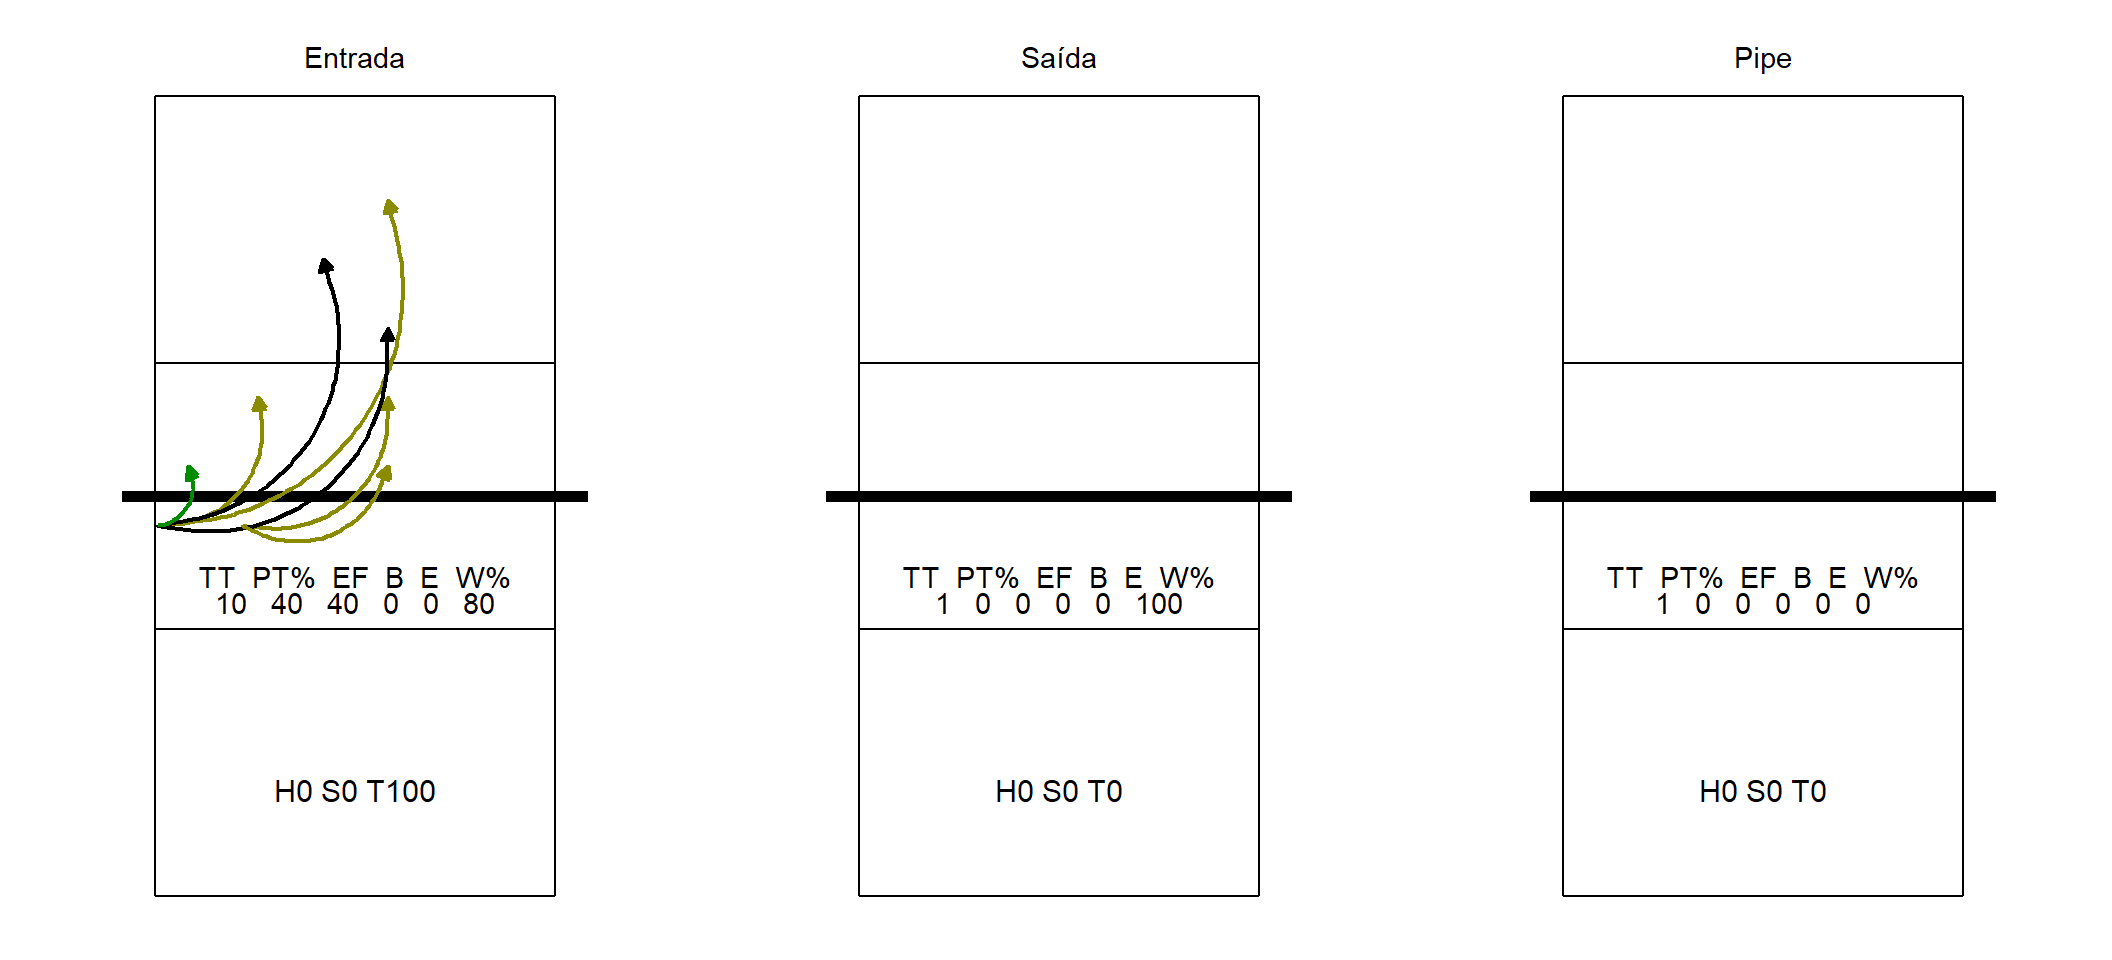 Entrada
TT PT% EF B E W%
10 40 40 0 0 80
H0 S0 T100
Saída
TT PT% EF B E W%
1 0 0 0 0 100
H0 S0 T0
Pipe
TT PT% EF B E W%
1 0 0 0 0 0
H0 S0 T0